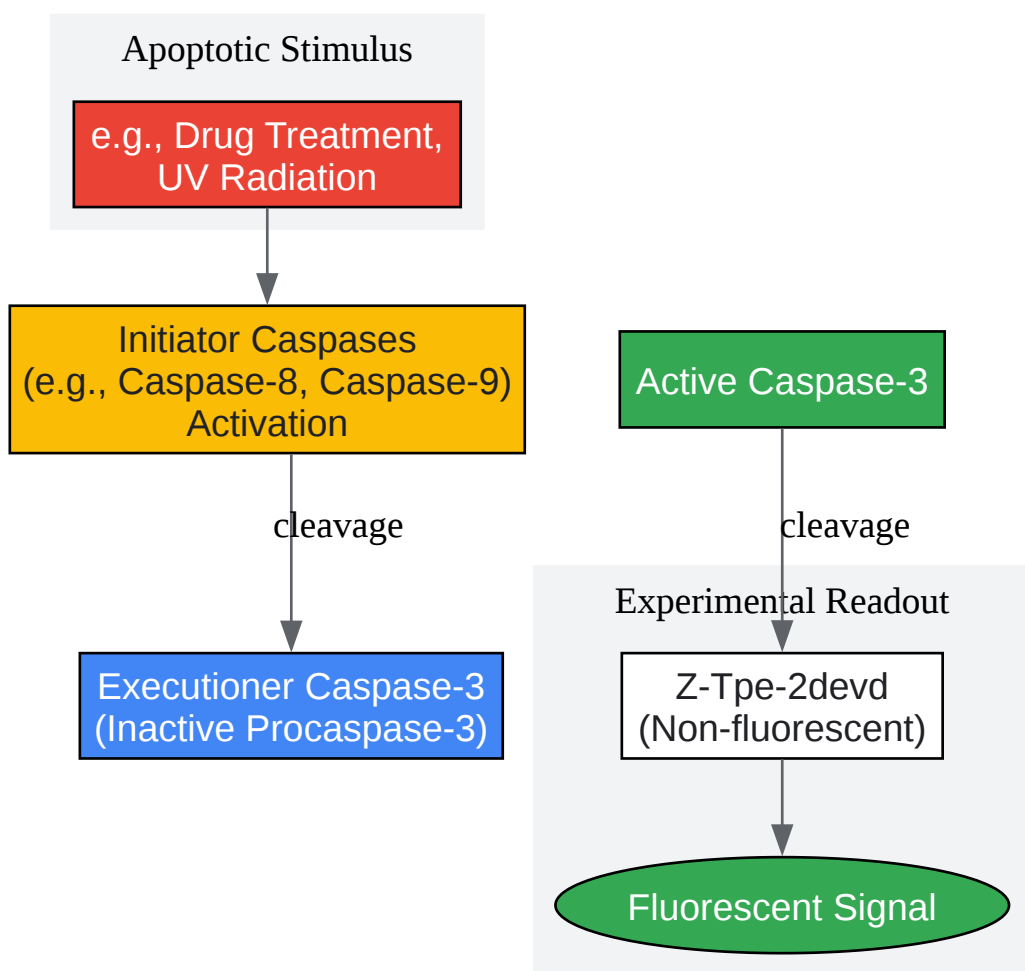 Apoptotic Stimulus
e.g., Drug Treatment,
UV Radiation
Initiator Caspases
(e.g., Caspase-8, Caspase-9)
Activation
cleavage
Executioner Caspase-3
(Inactive Procaspase-3)
Active Caspase-3
cleavage
Experimental Readout
Z-Tpe-2devd
(Non-fluorescent)
Fluorescent Signal